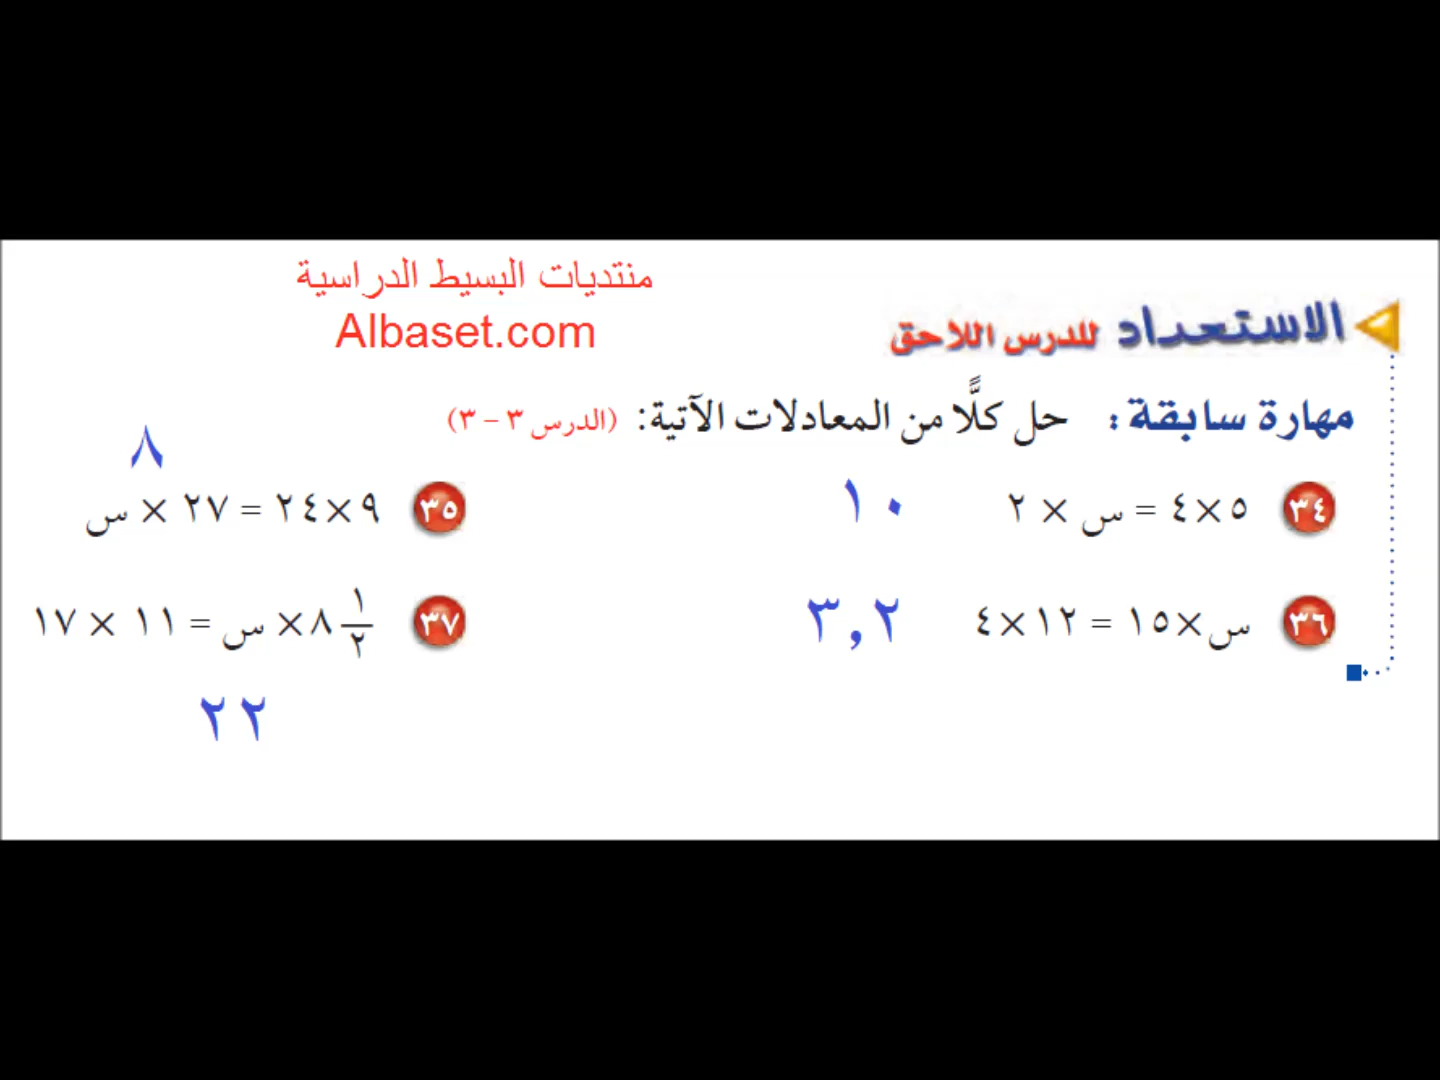 منتديات البسيط الدراسية
Albaset.com
الاستعداد للدرس اللاحق
مهارة سابقة : حل كلًّا من المعادلات الآتية: (الدرس ٣ – ٣)
٣٤ ٥ × ٤ = س × ٢ ١٠
٣٥ ٩ × ٢٤ = ٢٧ × س ٨
٣٦ س × ١٥ = ١٢ × ٤ ٣,٢
٣٧ ٨ ١/٢ × س = ١١ × ١٧
٢٢